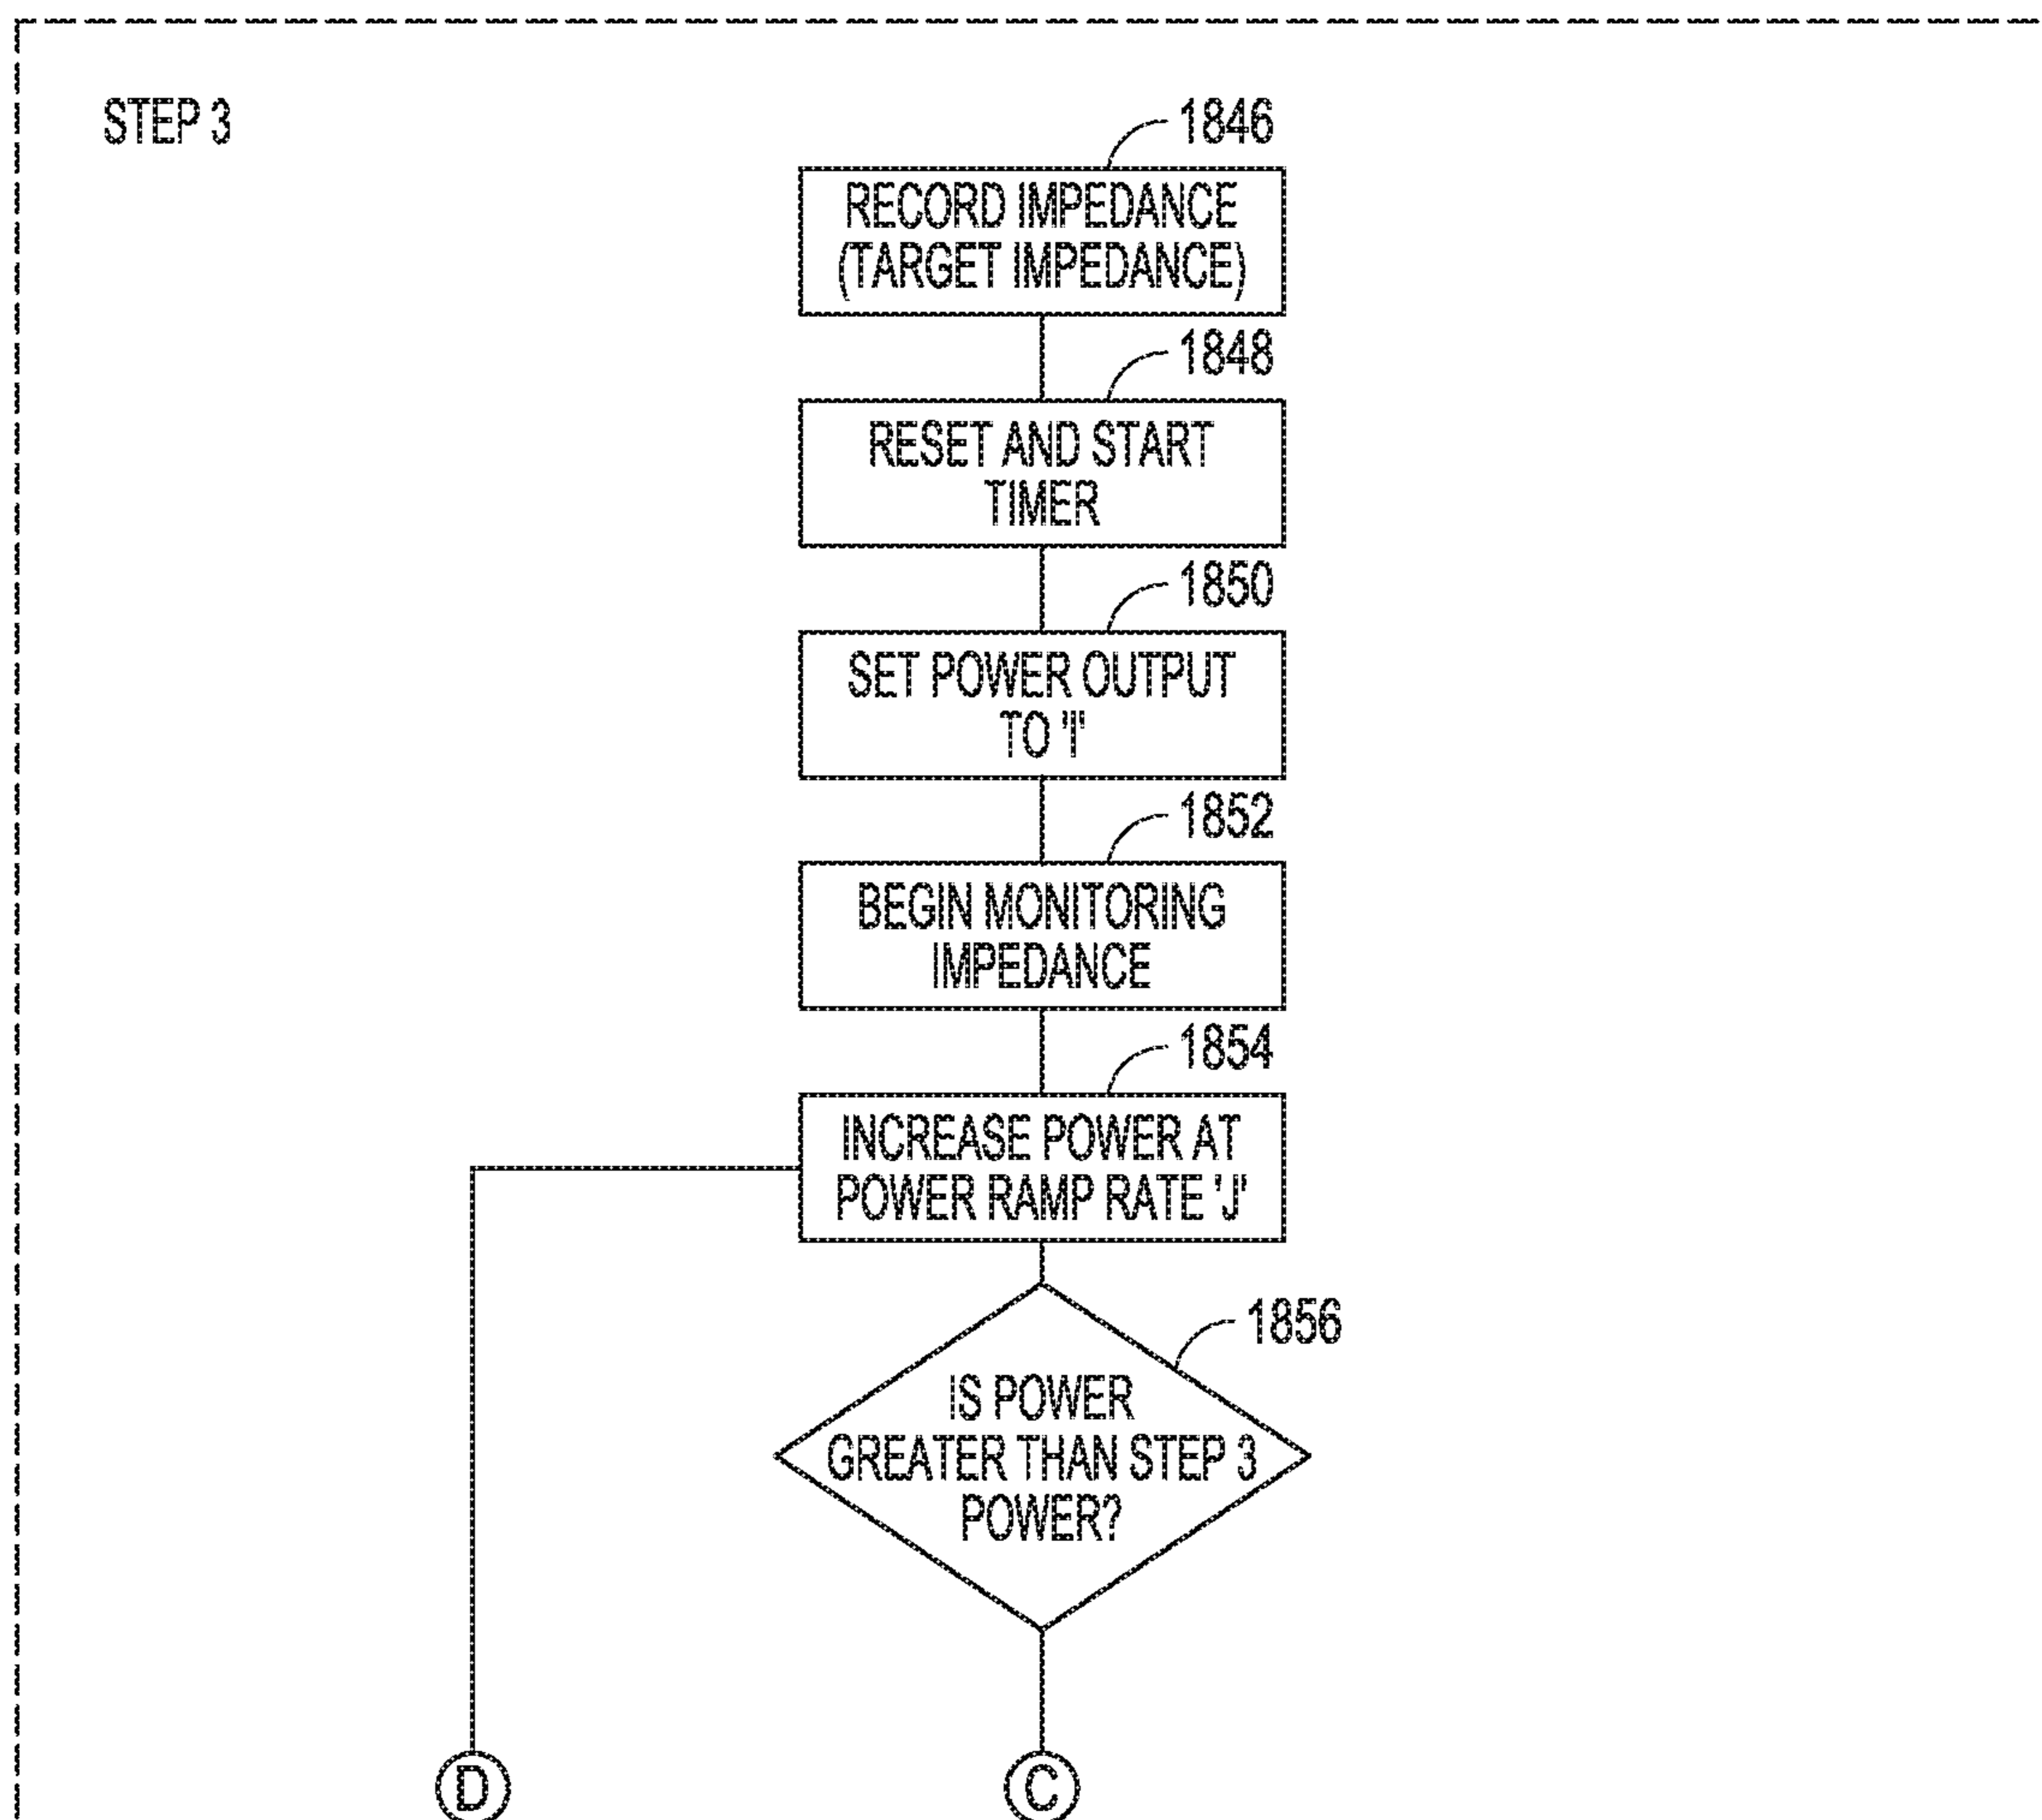 STEP 3
1846
RECORD IMPEDANCE
(TARGET IMPEDANCE)
1848
RESET AND START
TIMER
1850
SET POWER OUTPUT
TO 'I'
1852
BEGIN MONITORING
IMPEDANCE
1854
INCREASE POWER AT
POWER RAMP RATE 'J'
1856
IS POWER
GREATER THAN STEP 3
POWER?
D
C